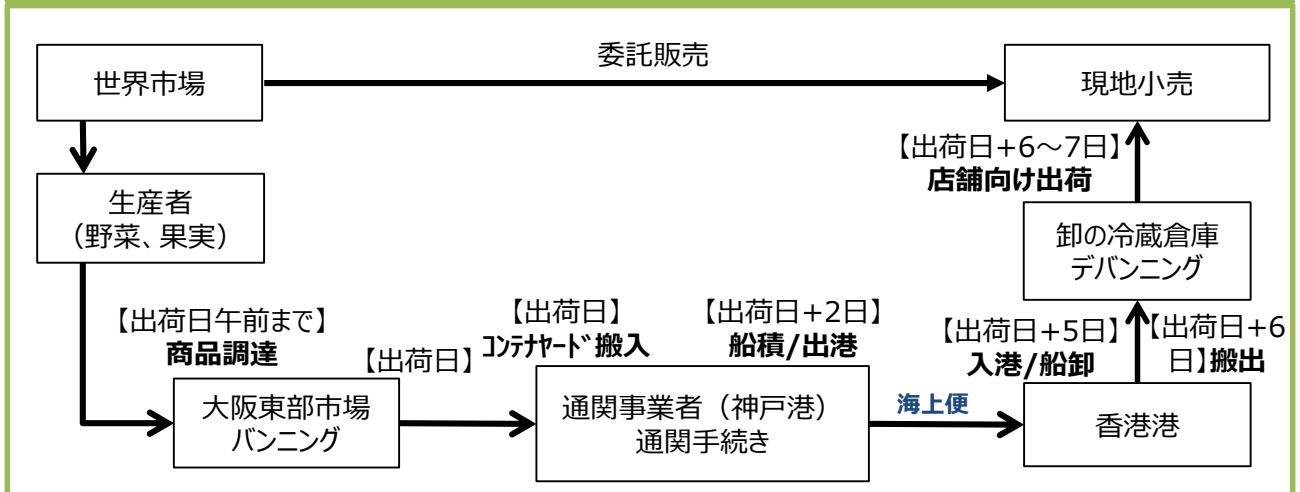 委託販売
世界市場
現地小売
【出荷日+6～7日】
店舗向け出荷
生産者
（野菜、果実）
卸の冷蔵倉庫
デバンニング
【出荷日午前まで】
商品調達
【出荷日】
【出荷日】
ｺﾝﾃﾅﾔｰﾄﾞ搬入
【出荷日+2日】
船積/出港
【出荷日+5日】
入港/船卸
【出荷日+6
日】搬出
大阪東部市場
バンニング
通関事業者（神戸港）
通関手続き
海上便
香港港